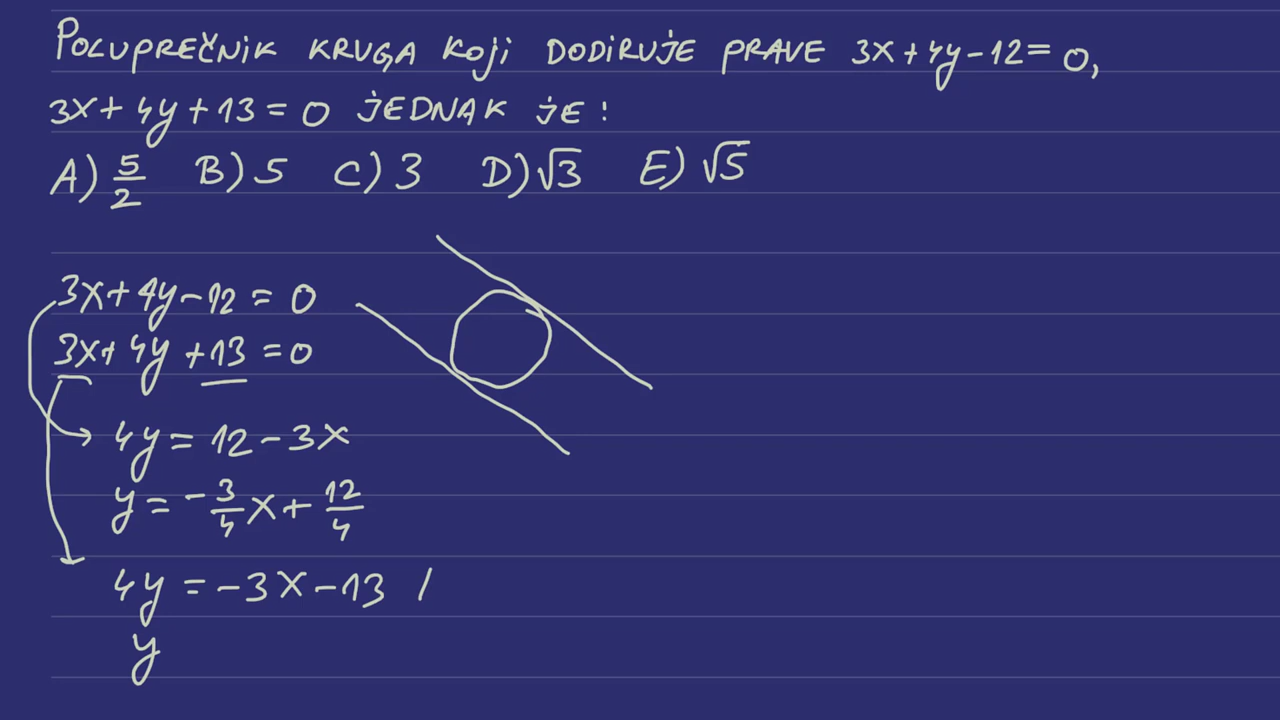 POLUPREČNIK KRUGA KOJI DODIRUJE PRAVE 3x+4y-12=0,
3x+4y+13=0 JEDNAK JE:
A) 5/2 B) 5 C) 3 D) √3 E) √5
3x+4y-12=0
3x+4y+13=0
4y=12-3x
y=-3/4x+12/4
4y=-3x-13 /
y